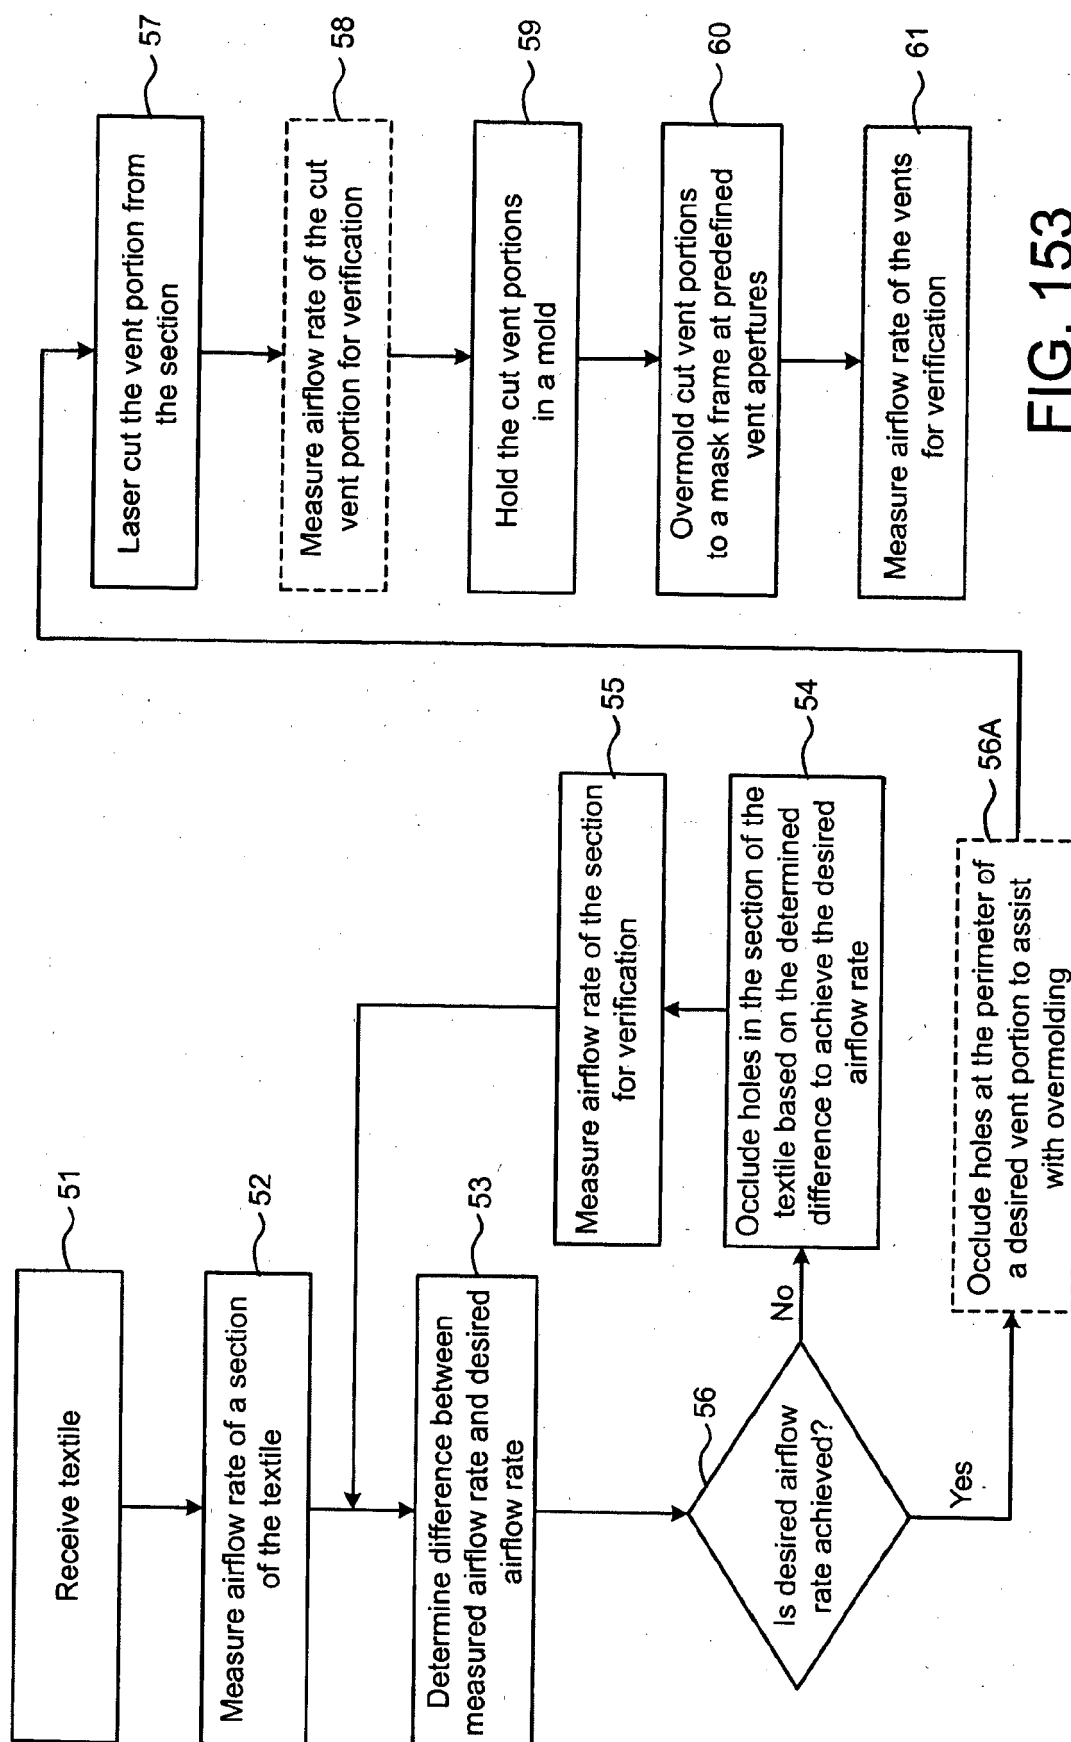 51
Receive textile
52
Measure airflow rate of a section
of the textile
53
Determine difference between
measured airflow rate and desired
airflow rate
56
Is desired airflow
rate achieved?
No
Yes
54
Occlude holes in the section of the
textile based on the determined
difference to achieve the desired
airflow rate
55
Measure airflow rate of the section
for verification
56A
Occlude holes at the perimeter of
a desired vent portion to assist
with overmolding
57
Laser cut the vent portion from
the section
58
Measure airflow rate of the cut
vent portion for verification
59
Hold the cut vent portions
in a mold
60
Overmold cut vent portions
to a mask frame at predefined
vent apertures
61
Measure airflow rate of the vents
for verification
FIG. 153